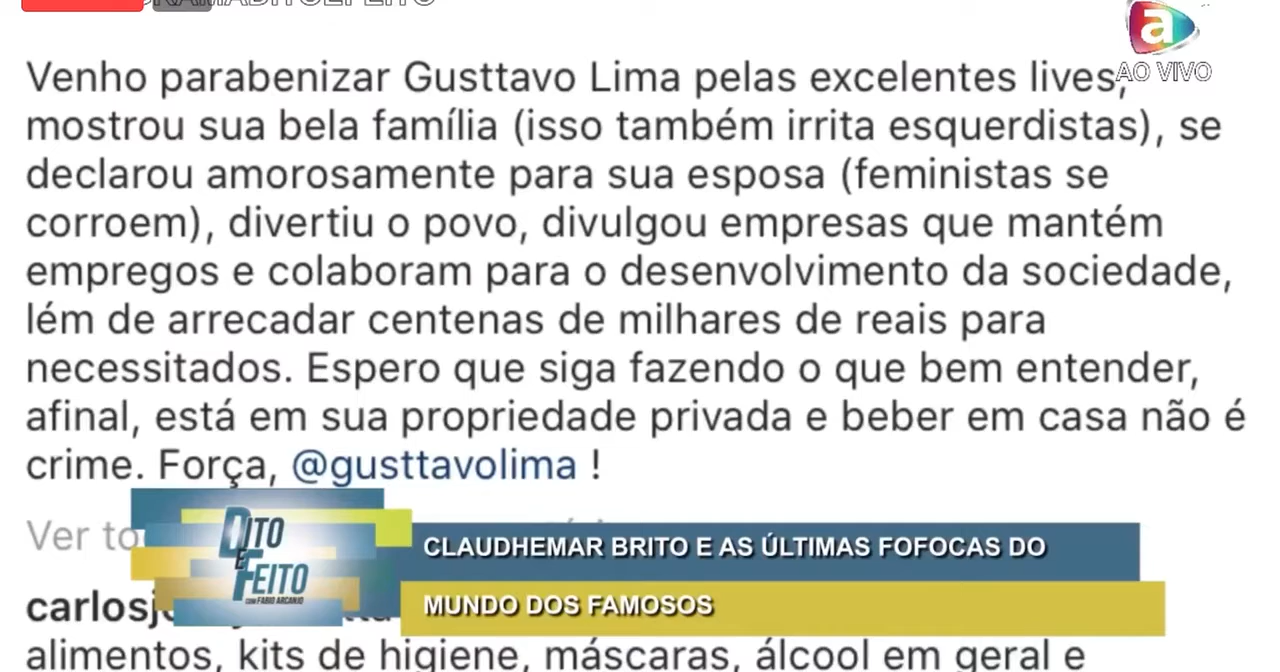 AO VIVO
Venho parabenizar Gusttavo Lima pelas excelentes lives,
mostrou sua bela família (isso também irrita esquerdistas), se
declarou amorosamente para sua esposa (feministas se
corroem), divertiu o povo, divulgou empresas que mantém
empregos e colaboram para o desenvolvimento da sociedade,
lém de arrecadar centenas de milhares de reais para
necessitados. Espero que siga fazendo o que bem entender,
afinal, está em sua propriedade privada e beber em casa não é
crime. Força, @gusttavolima !
Ver
DITO
E
FEITO
COM FABIO ARCANJO
CLAUDHEMAR BRITO E AS ÚLTIMAS FOFOCAS DO
MUNDO DOS FAMOSOS
alimentos, kits de higiene, máscaras, álcool em geral e